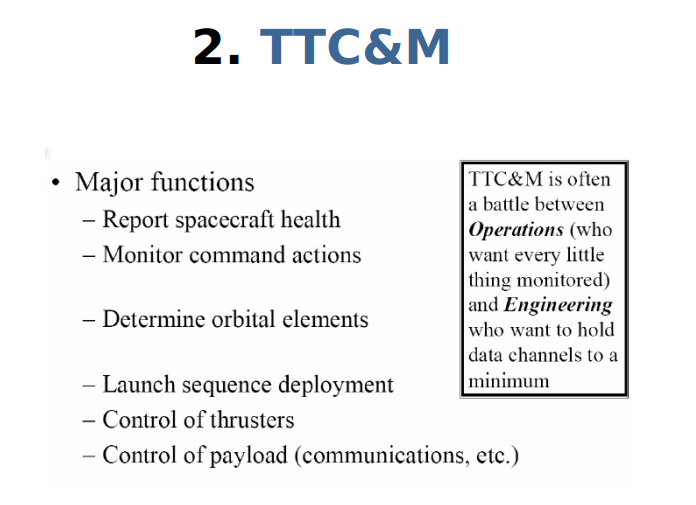 2. TTC&M
• Major functions
– Report spacecraft health
– Monitor command actions
– Determine orbital elements
– Launch sequence deployment
– Control of thrusters
– Control of payload (communications, etc.)
TTC&M is often
a battle between
Operations (who
want every little
thing monitored)
and Engineering
who want to hold
data channels to a
minimum